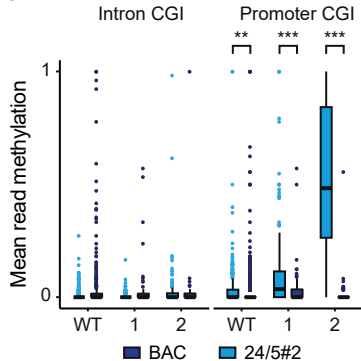 Intron CGI Promoter CGI
** *** ***
Mean read methylation
1
0
WT 1 2 WT 1 2
BAC 24/5#2